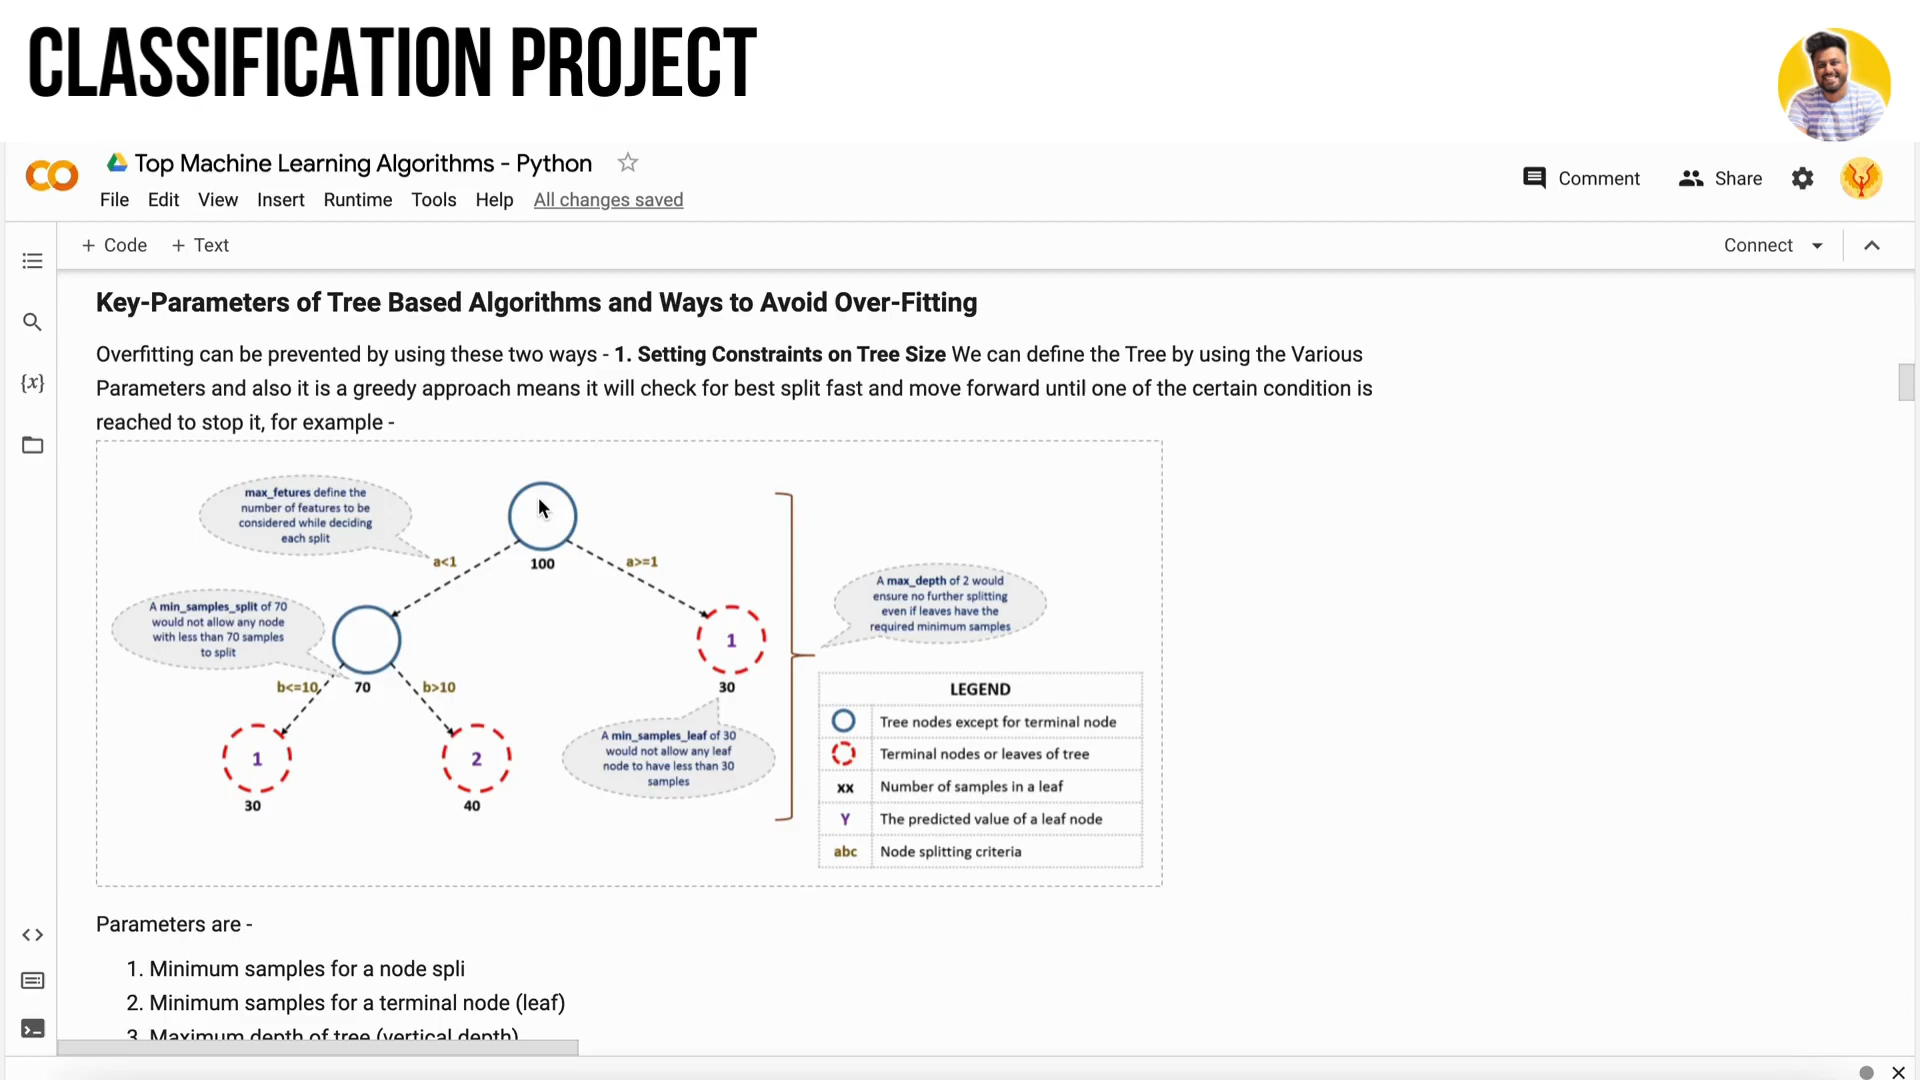 CLASSIFICATION PROJECT
Top Machine Learning Algorithms - Python
File Edit View Insert Runtime Tools Help All changes saved
Comment Share
+ Code + Text
Connect
Key-Parameters of Tree Based Algorithms and Ways to Avoid Over-Fitting
Overfitting can be prevented by using these two ways - 1. Setting Constraints on Tree Size We can define the Tree by using the Various
Parameters and also it is a greedy approach means it will check for best split fast and move forward until one of the certain condition is
reached to stop it, for example -
max_fetures define the
number of features to be
considered while deciding
each split
a<1
100
a>=1
A min_samples_split of 70
would not allow any node
with less than 70 samples
to split
b<=10
70
b>10
1
30
1
30
2
40
A min_samples_leaf of 30
would not allow any leaf
node to have less than 30
samples
A max_depth of 2 would
ensure no further splitting
even if leaves have the
required minimum samples
LEGEND
Tree nodes except for terminal node
Terminal nodes or leaves of tree
xx Number of samples in a leaf
Y The predicted value of a leaf node
abc Node splitting criteria
Parameters are -
1. Minimum samples for a node spli
2. Minimum samples for a terminal node (leaf)
3. Maximum depth of tree (vertical depth)